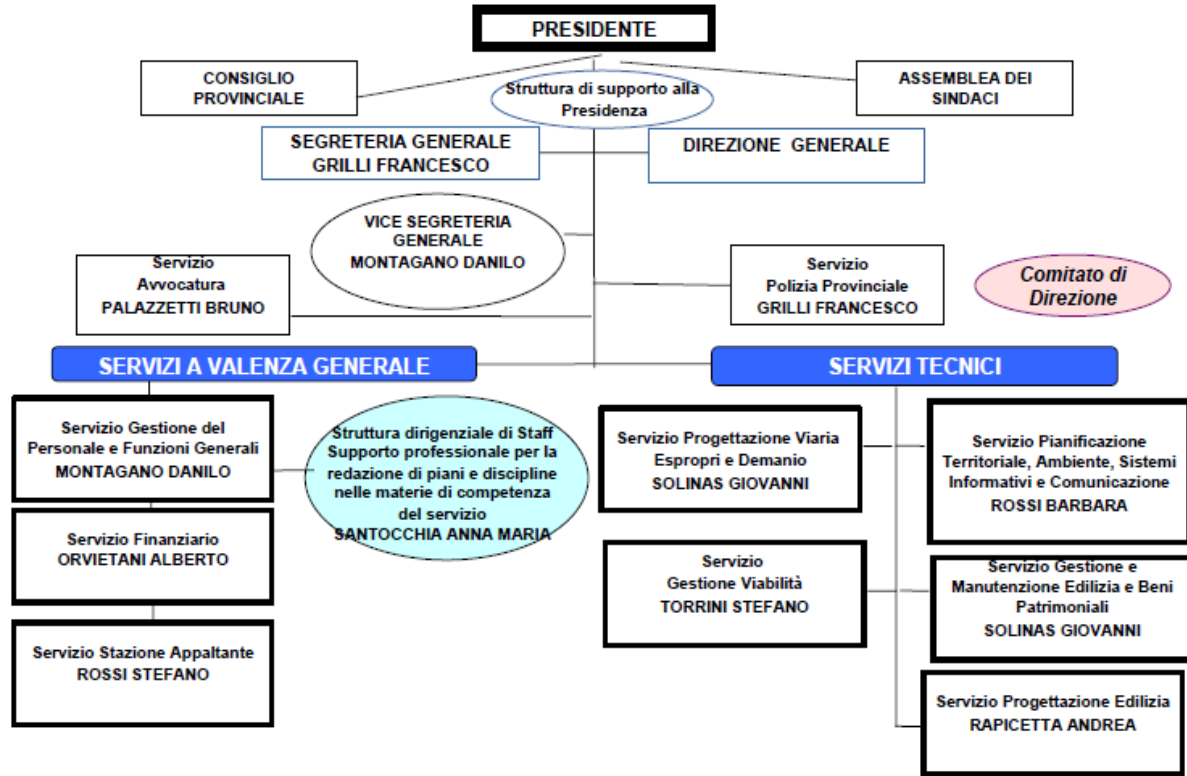 PRESIDENTE
CONSIGLIO
PROVINCIALE
Struttura di supporto alla
Presidenza
ASSEMBLEA DEI
SINDACI
SEGRETERIA GENERALE
GRILLI FRANCESCO
DIREZIONE GENERALE
VICE SEGRETERIA
GENERALE
MONTAGANO DANILO
Servizio
Avvocatura
PALAZZETTI BRUNO
Servizio
Polizia Provinciale
GRILLI FRANCESCO
Comitato di
Direzione
SERVIZI A VALENZA GENERALE
SERVIZI TECNICI
Servizio Gestione del
Personale e Funzioni Generali
MONTAGANO DANILO
Struttura dirigenziale di Staff
Supporto professionale per la
redazione di piani e discipline
nelle materie di competenza
del servizio
SANTOCCHIA ANNA MARIA
Servizio Finanziario
ORVIETANI ALBERTO
Servizio Stazione Appaltante
ROSSI STEFANO
Servizio Progettazione Viaria
Espropri e Demanio
SOLINAS GIOVANNI
Servizio Pianificazione
Territoriale, Ambiente, Sistemi
Informativi e Comunicazione
ROSSI BARBARA
Servizio
Gestione Viabilità
TORRINI STEFANO
Servizio Gestione e
Manutenzione Edilizia e Beni
Patrimoniali
SOLINAS GIOVANNI
Servizio Progettazione Edilizia
RAPICETTA ANDREA